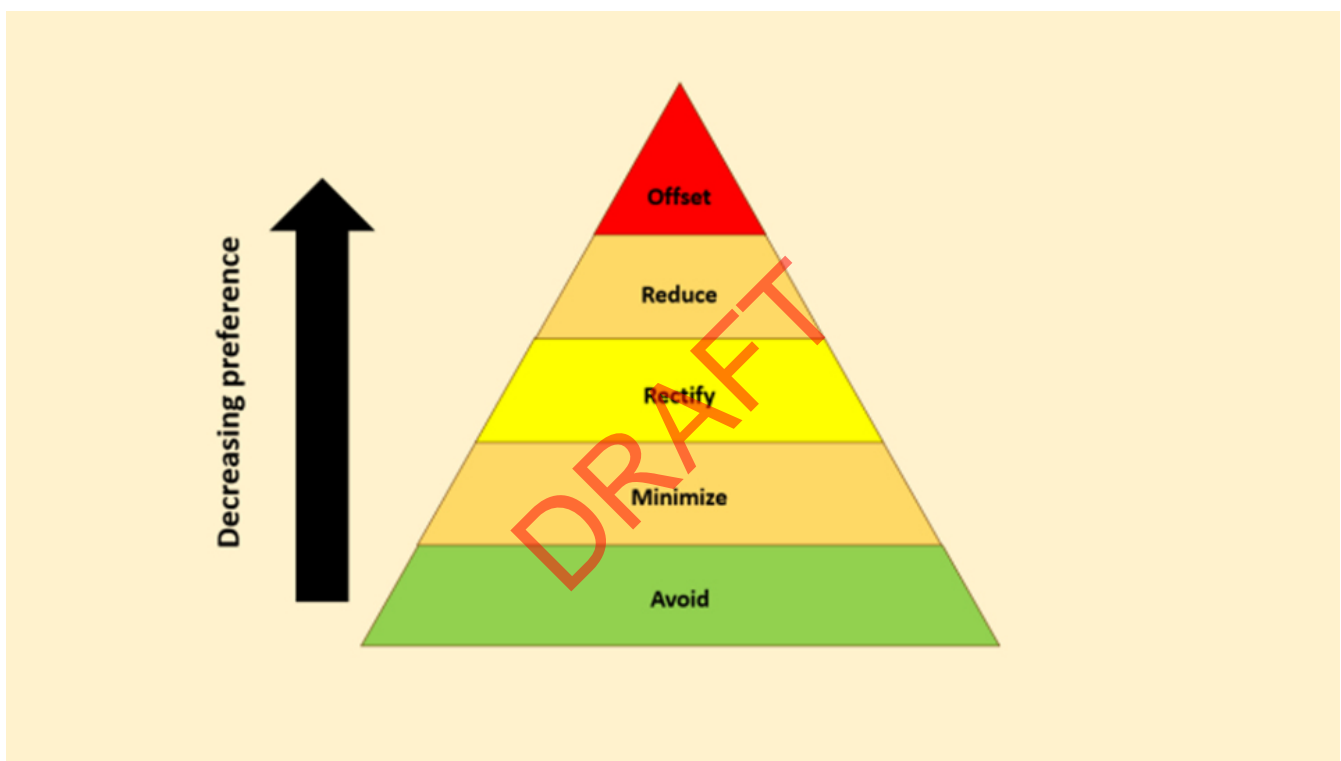 Decreasing preference
Offset
Reduce
Rectify
Minimize
Avoid
DRAFT